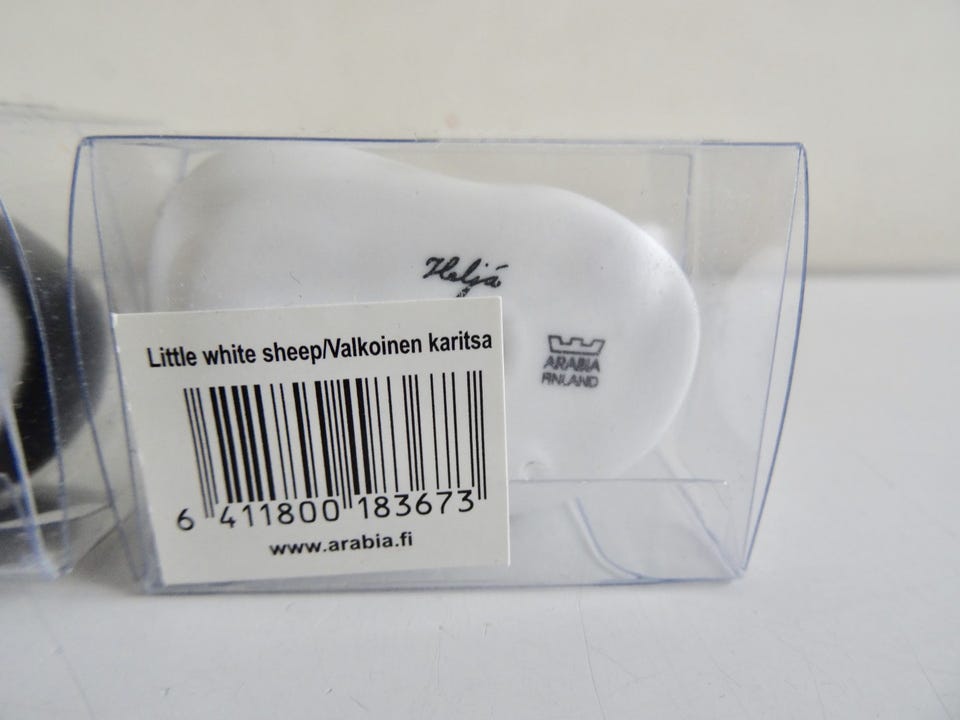 Heljä
ARABIA
FINLAND
Little white sheep/Valkoinen karitsa
6 411800 183673
www.arabia.fi